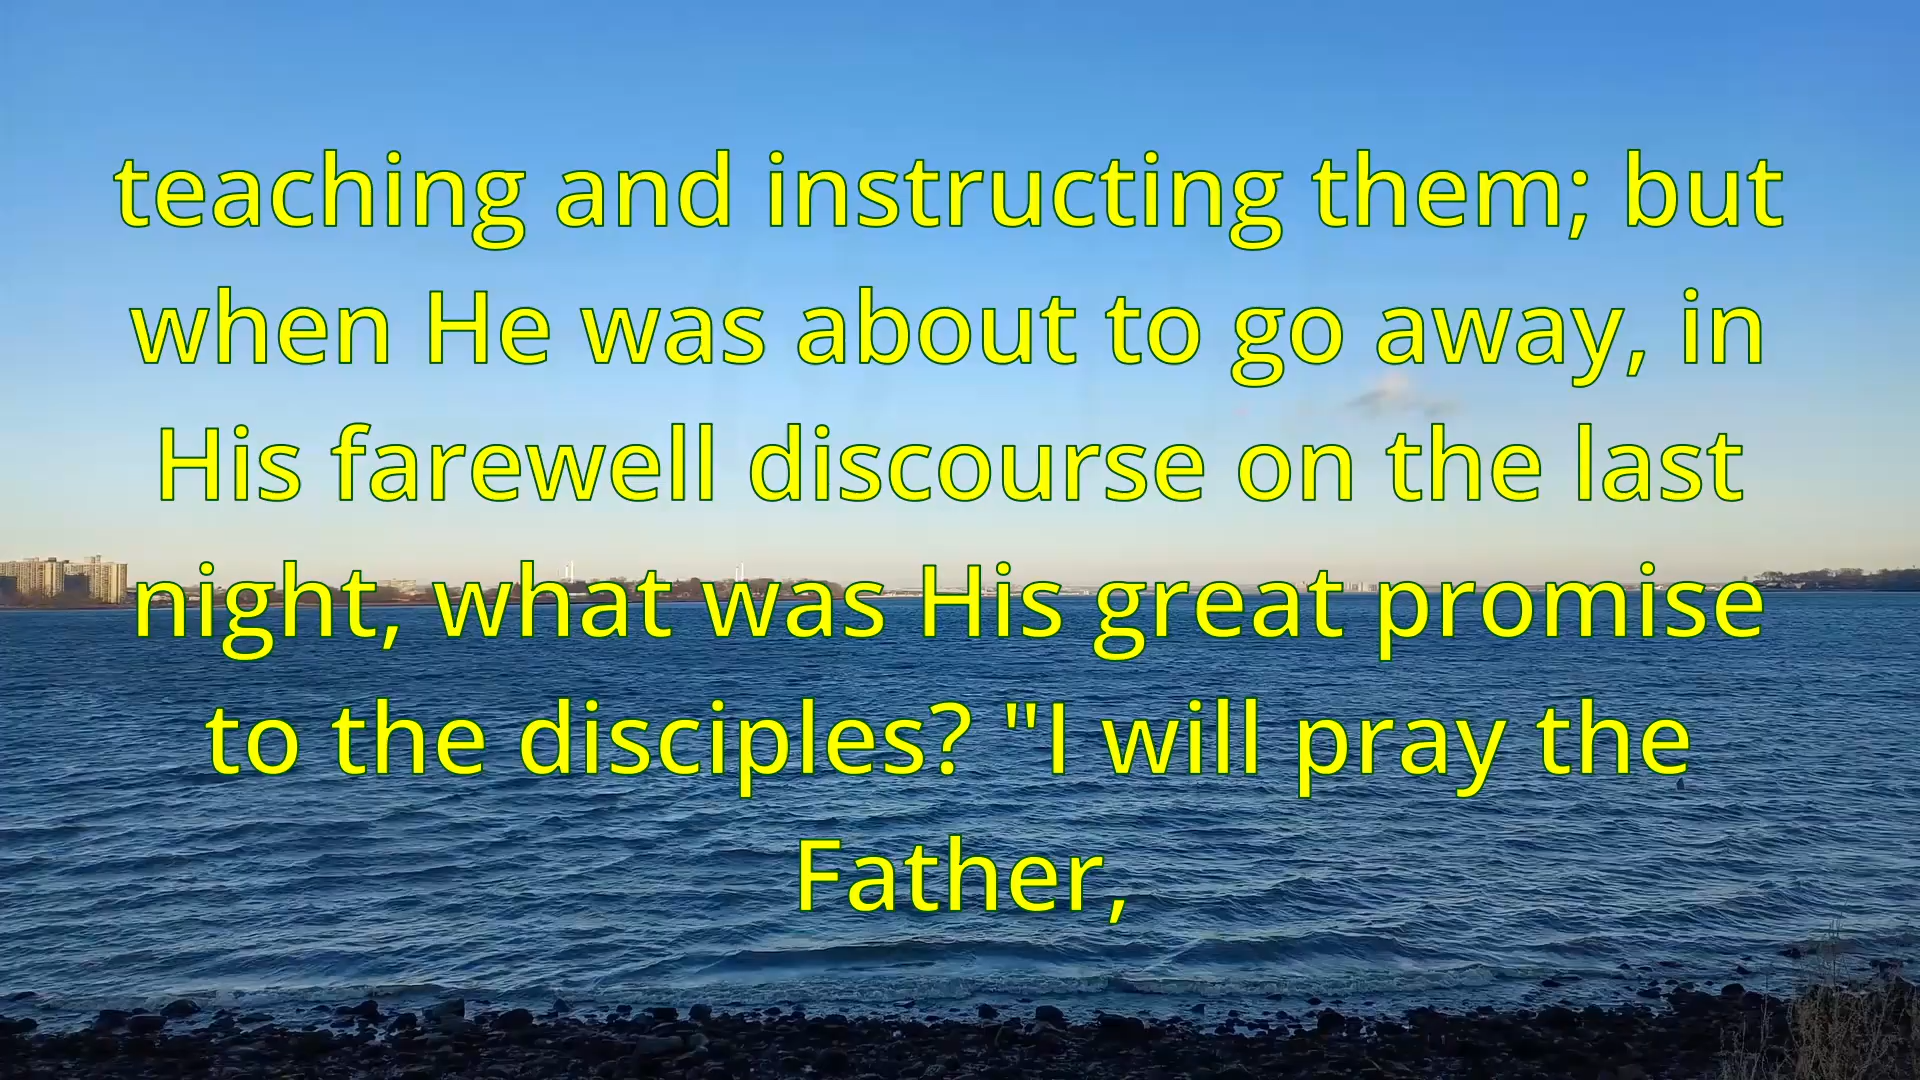 teaching and instructing them; but
when He was about to go away, in
His farewell discourse on the last
night, what was His great promise
to the disciples? "I will pray the
Father,